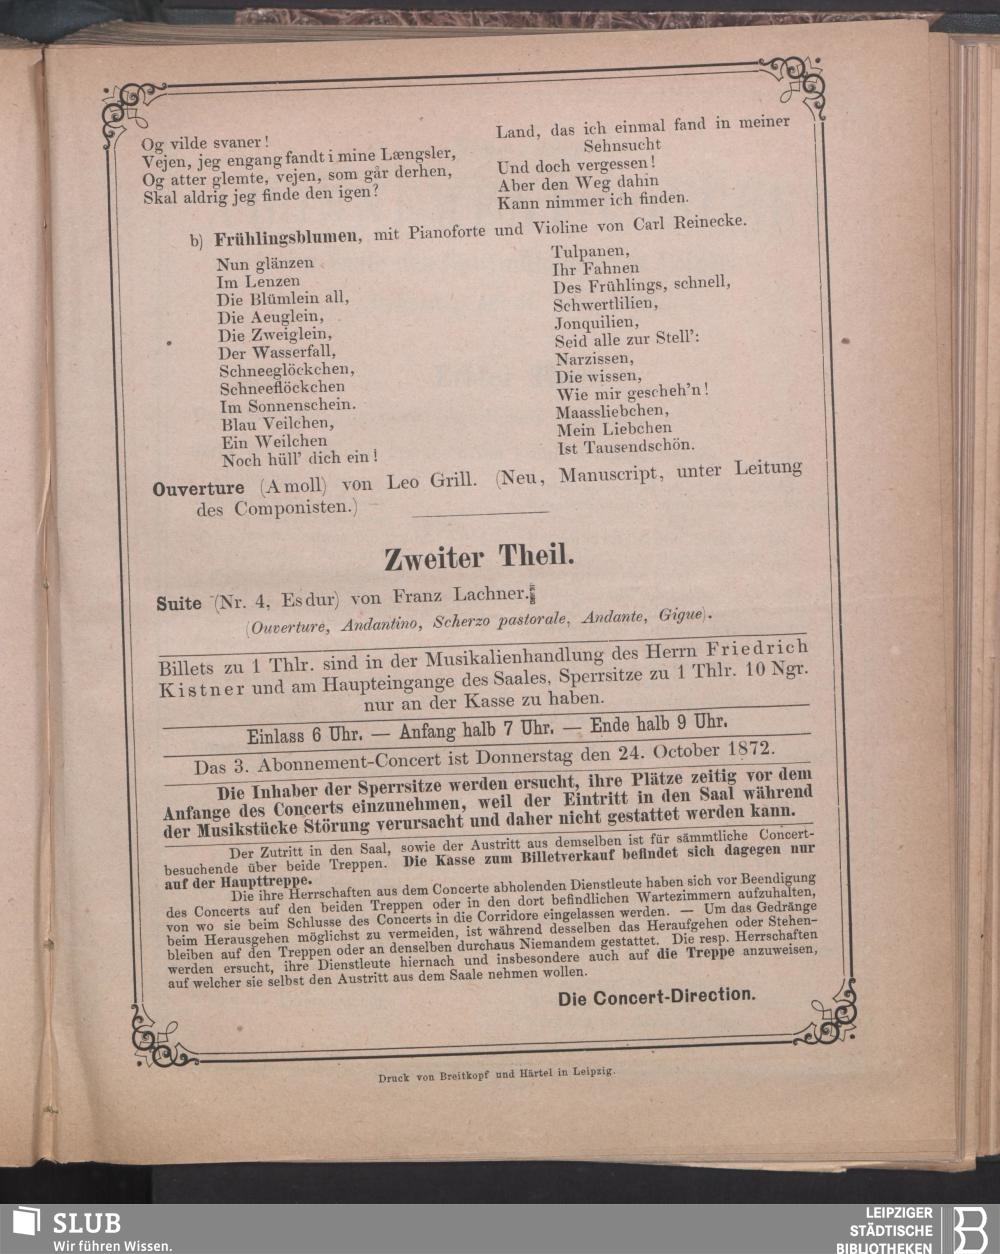 Og vilde svaner!
Vejen, jeg engang fandt i mine Længsler,
Og atter glemte, vejen, som går derhen,
Skal aldrig jeg finde den igen?
Land, das ich einmal fand in meiner
Sehnsucht
Und doch vergessen!
Aber den Weg dahin
Kann nimmer ich finden.
b) Frühlingsblumen, mit Pianoforte und Violine von Carl Reinecke.
Nun glänzen
Im Lenzen
Die Blümlein all,
Die Aeuglein,
Die Zweiglein,
Der Wasserfall,
Schneeglöckchen,
Schneeflöckchen
Im Sonnenschein.
Blau Veilchen,
Ein Weilchen
Noch hüll' dich ein!
Tulpanen,
Ihr Fahnen
Des Frühlings, schnell,
Schwertlilien,
Jonquilien,
Seid alle zur Stell':
Narzissen,
Die wissen,
Wie mir gescheh'n!
Maassliebchen,
Mein Liebchen
Ist Tausendschön.
Ouverture (Amoll) von Leo Grill. (Neu, Manuscript, unter Leitung
des Componisten.)
Zweiter Theil.
Suite (Nr. 4, Esdur) von Franz Lachner.
(Ouverture, Andantino, Scherzo pastorale, Andante, Gigue).
Billets zu 1 Thlr. sind in der Musikalienhandlung des Herrn Friedrich
Kistner und am Haupteingange des Saales, Sperrsitze zu 1 Thlr. 10 Ngr.
nur an der Kasse zu haben.
Einlass 6 Uhr. — Anfang halb 7 Uhr. — Ende halb 9 Uhr.
Das 3. Abonnement-Concert ist Donnerstag den 24. October 1872.
Die Inhaber der Sperrsitze werden ersucht, ihre Plätze zeitig vor dem
Anfange des Concerts einzunehmen, weil der Eintritt in den Saal während
der Musikstücke Störung verursacht und daher nicht gestattet werden kann.
Der Zutritt in den Saal, sowie der Austritt aus demselben ist für sämmtliche Concert-
besuchende über beide Treppen. Die Kasse zum Billetverkauf befindet sich dagegen nur
auf der Haupttreppe.
Die ihre Herrschaften aus dem Concerte abholenden Dienstleute haben sich vor Beendigung
des Concerts auf den beiden Treppen oder in den dort befindlichen Wartezimmern aufzuhalten,
von wo sie beim Schlusse des Concerts in die Corridore eingelassen werden. — Um das Gedränge
beim Herausgehen möglichst zu vermeiden, ist während desselben das Heraufgehen oder Stehen-
bleiben auf den Treppen oder an denselben durchaus Niemandem gestattet. Die resp. Herrschaften
werden ersucht, ihre Dienstleute hiernach und insbesondere auch auf die Treppe anzuweisen,
auf welcher sie selbst den Austritt aus dem Saale nehmen wollen.
Die Concert-Direction.
Druck von Breitkopf und Härtel in Leipzig.
SLUB
Wir führen Wissen.
LEIPZIGER
STÄDTISCHE
BIBLIOTHEKEN